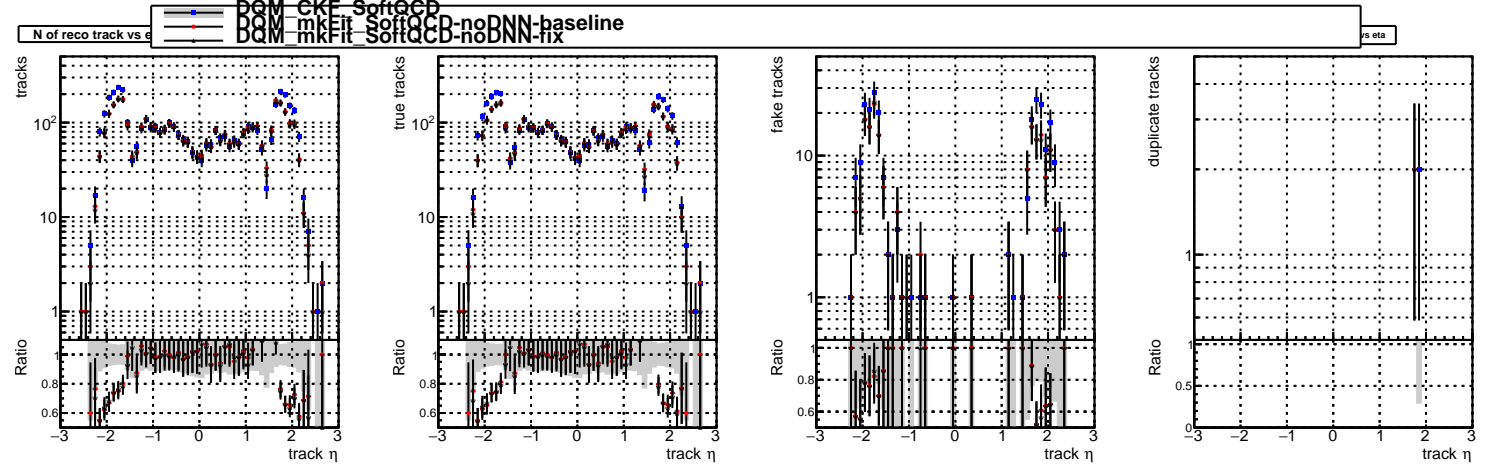 DQM_CKF_SoftQCD
DQM_mkFit_SoftQCD-noDNN-baseline
DQM_mkFit_SoftQCD-noDNN-fix
N of reco track vs e
vs eta
tracks
10²
10
1
Ratio
1
0.8
0.6
−3 −2 −1 0 1 2 3
track η
true tracks
10²
10
1
Ratio
1
0.8
0.6
−3 −2 −1 0 1 2 3
track η
fake tracks
10
1
Ratio
1
0.8
0.6
−3 −2 −1 0 1 2 3
track η
duplicate tracks
1
Ratio
1
0.5
0
−3 −2 −1 0 1 2 3
track η